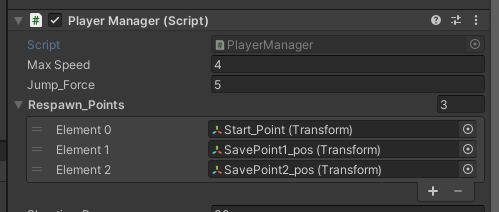 Player Manager (Script)
Script PlayerManager
Max Speed 4
Jump_Force 5
Respawn_Points 3
Element 0 Start_Point (Transform)
Element 1 SavePoint1_pos (Transform)
Element 2 SavePoint2_pos (Transform)